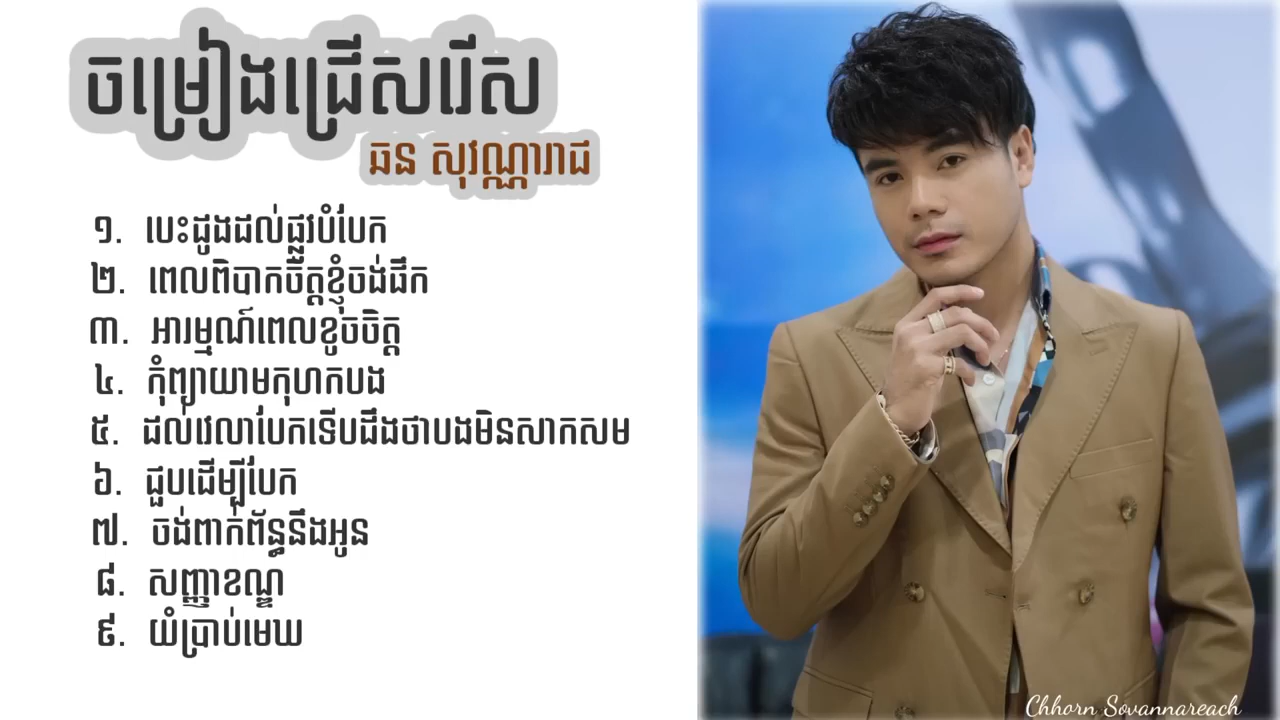 ចម្រៀងជ្រើសរើស
ឆន សុវណ្ណារាជ
១. បេះដូងដល់ផ្លូវបំបែក
២. ពេលពិបាកចិត្តខ្ញុំចង់ផឹក
៣. អារម្មណ៍ពេលខូចចិត្ត
៤. កុំព្យាយាមកុហកបង
៥. ដល់វេលាបែកទើបដឹងថាបងមិនសាកសម
៦. ជួបដើម្បីបែក
៧. ចង់ពាក់ព័ន្ធនឹងអូន
៨. សញ្ញាខណ្ឌ
៩. យំប្រាប់មេឃ
Chhorn Sovannareach